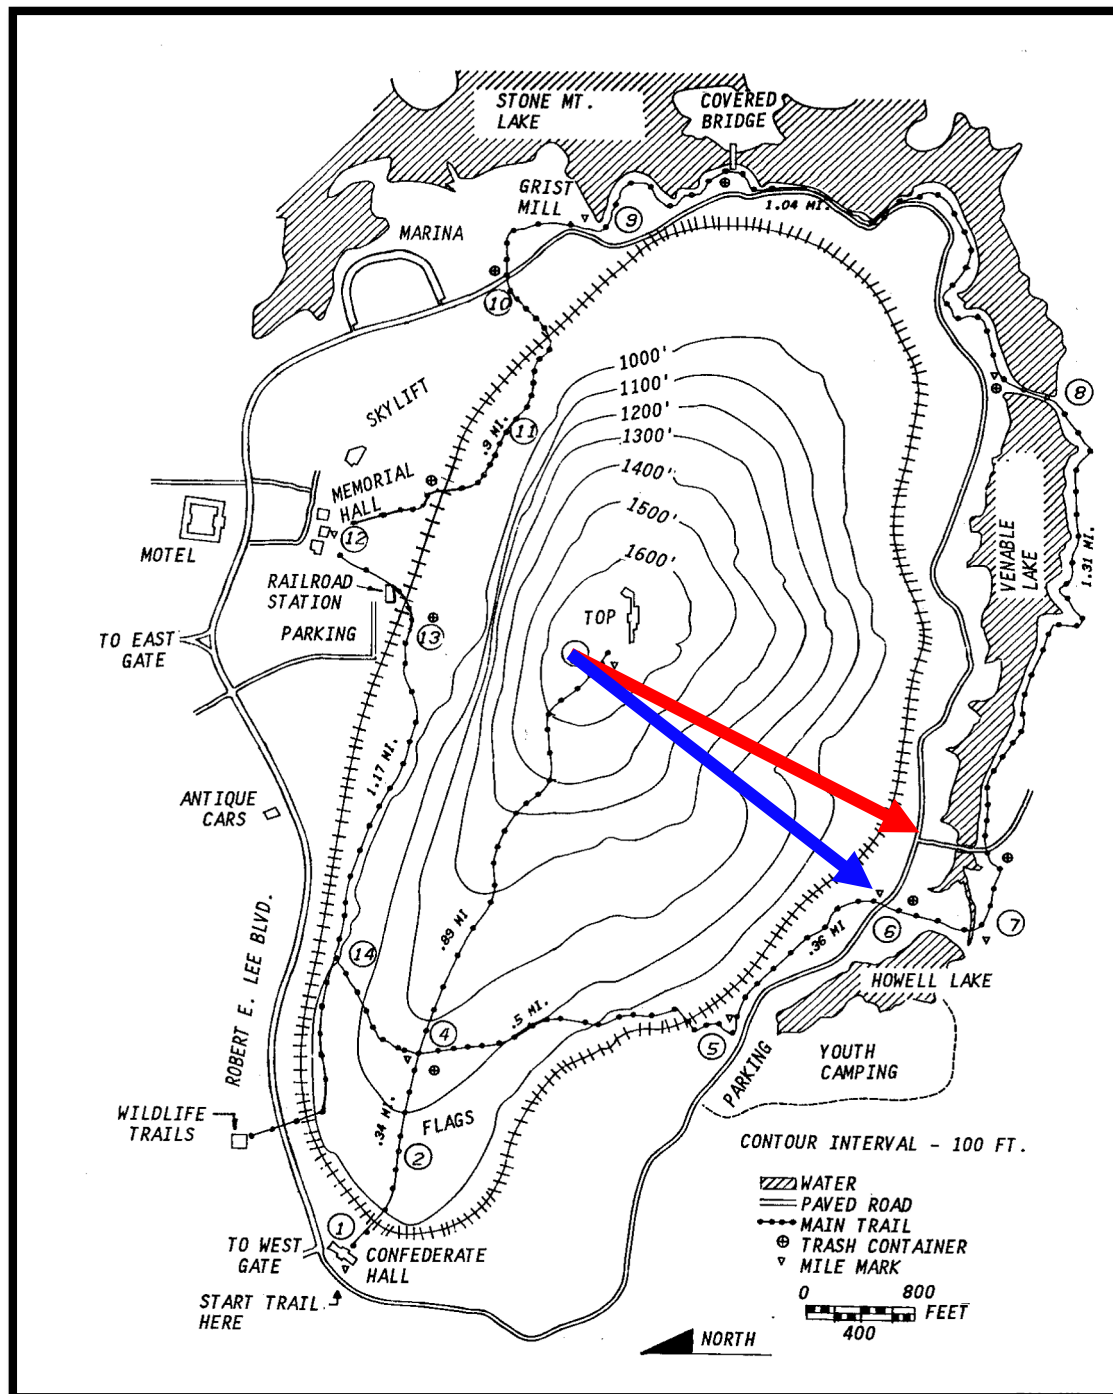 STONE MT.
LAKE
COVERED
BRIDGE
GRIST
MILL
1.04 MI.
9
MARINA
10
1000'
1100'
1200'
1300'
1400'
1500'
1600'
8
SKYLIFT
11
.9 MI.
MEMORIAL
HALL
12
MOTEL
VENABLE
LAKE
1.31 MI.
RAILROAD
STATION
TOP
PARKING
13
TO EAST
GATE
1.17 MI.
ANTIQUE
CARS
ROBERT E. LEE BLVD.
.89 MI
.36 MI
6
7
14
HOWELL LAKE
4
.5 MI.
5
PARKING
YOUTH
CAMPING
WILDLIFE
TRAILS
.34 MI.
FLAGS
2
CONTOUR INTERVAL - 100 FT.
WATER
PAVED ROAD
MAIN TRAIL
TRASH CONTAINER
MILE MARK
1
TO WEST
GATE
CONFEDERATE
HALL
START TRAIL
HERE
0 800
FEET
400
NORTH